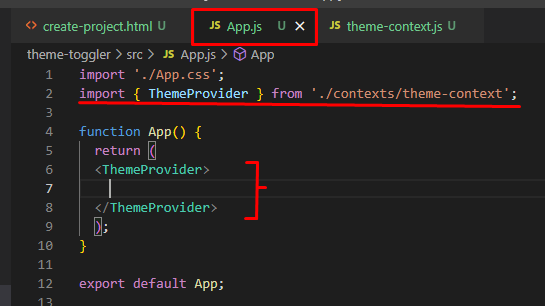 create-project.html U JS App.js U × JS theme-context.js U
theme-toggler > src > JS App.js > App
1 import './App.css';
2 import { ThemeProvider } from './contexts/theme-context';
3
4 function App() {
5 return (
6 <ThemeProvider>
7
8 </ThemeProvider>
9 );
10 }
11
12 export default App;
13